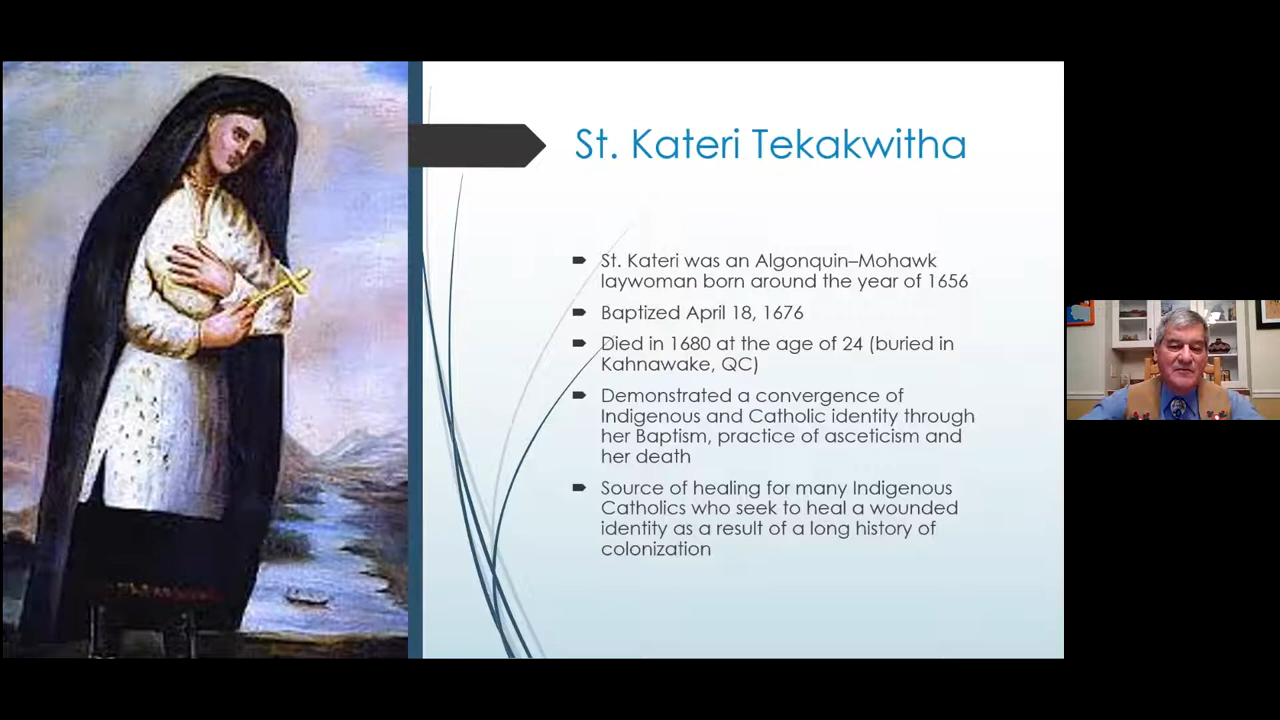 St. Kateri Tekakwitha
St. Kateri was an Algonquin–Mohawk
laywoman born around the year of 1656
Baptized April 18, 1676
Died in 1680 at the age of 24 (buried in
Kahnawake, QC)
Demonstrated a convergence of
Indigenous and Catholic identity through
her Baptism, practice of asceticism and
her death
Source of healing for many Indigenous
Catholics who seek to heal a wounded
identity as a result of a long history of
colonization